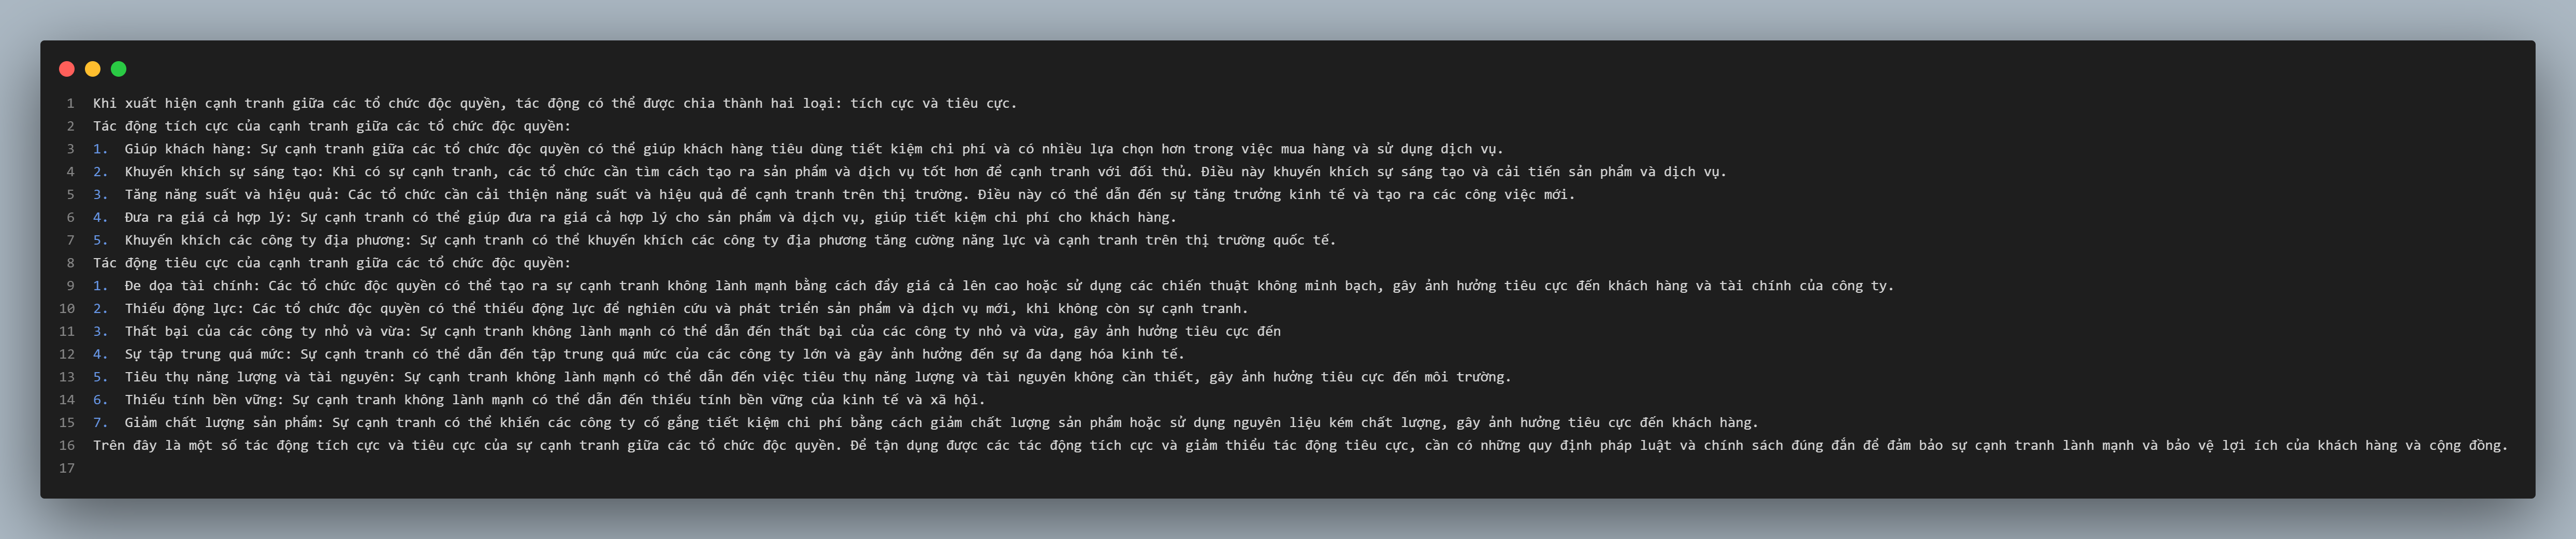 1 Khi xuất hiện cạnh tranh giữa các tổ chức độc quyền, tác động có thể được chia thành hai loại: tích cực và tiêu cực.
2 Tác động tích cực của cạnh tranh giữa các tổ chức độc quyền:
3 1. Giúp khách hàng: Sự cạnh tranh giữa các tổ chức độc quyền có thể giúp khách hàng tiêu dùng tiết kiệm chi phí và có nhiều lựa chọn hơn trong việc mua hàng và sử dụng dịch vụ.
4 2. Khuyến khích sự sáng tạo: Khi có sự cạnh tranh, các tổ chức cần tìm cách tạo ra sản phẩm và dịch vụ tốt hơn để cạnh tranh với đối thủ. Điều này khuyến khích sự sáng tạo và cải tiến sản phẩm và dịch vụ.
5 3. Tăng năng suất và hiệu quả: Các tổ chức cần cải thiện năng suất và hiệu quả để cạnh tranh trên thị trường. Điều này có thể dẫn đến sự tăng trưởng kinh tế và tạo ra các công việc mới.
6 4. Đưa ra giá cả hợp lý: Sự cạnh tranh có thể giúp đưa ra giá cả hợp lý cho sản phẩm và dịch vụ, giúp tiết kiệm chi phí cho khách hàng.
7 5. Khuyến khích các công ty địa phương: Sự cạnh tranh có thể khuyến khích các công ty địa phương tăng cường năng lực và cạnh tranh trên thị trường quốc tế.
8 Tác động tiêu cực của cạnh tranh giữa các tổ chức độc quyền:
9 1. Đe dọa tài chính: Các tổ chức độc quyền có thể tạo ra sự cạnh tranh không lành mạnh bằng cách đẩy giá cả lên cao hoặc sử dụng các chiến thuật không minh bạch, gây ảnh hưởng tiêu cực đến khách hàng và tài chính của công ty.
10 2. Thiếu động lực: Các tổ chức độc quyền có thể thiếu động lực để nghiên cứu và phát triển sản phẩm và dịch vụ mới, khi không còn sự cạnh tranh.
11 3. Thất bại của các công ty nhỏ và vừa: Sự cạnh tranh không lành mạnh có thể dẫn đến thất bại của các công ty nhỏ và vừa, gây ảnh hưởng tiêu cực đến
12 4. Sự tập trung quá mức: Sự cạnh tranh có thể dẫn đến tập trung quá mức của các công ty lớn và gây ảnh hưởng đến sự đa dạng hóa kinh tế.
13 5. Tiêu thụ năng lượng và tài nguyên: Sự cạnh tranh không lành mạnh có thể dẫn đến việc tiêu thụ năng lượng và tài nguyên không cần thiết, gây ảnh hưởng tiêu cực đến môi trường.
14 6. Thiếu tính bền vững: Sự cạnh tranh không lành mạnh có thể dẫn đến thiếu tính bền vững của kinh tế và xã hội.
15 7. Giảm chất lượng sản phẩm: Sự cạnh tranh có thể khiến các công ty cố gắng tiết kiệm chi phí bằng cách giảm chất lượng sản phẩm hoặc sử dụng nguyên liệu kém chất lượng, gây ảnh hưởng tiêu cực đến khách hàng.
16 Trên đây là một số tác động tích cực và tiêu cực của sự cạnh tranh giữa các tổ chức độc quyền. Để tận dụng được các tác động tích cực và giảm thiểu tác động tiêu cực, cần có những quy định pháp luật và chính sách đúng đắn để đảm bảo sự cạnh tranh lành mạnh và bảo vệ lợi ích của khách hàng và cộng đồng.
17